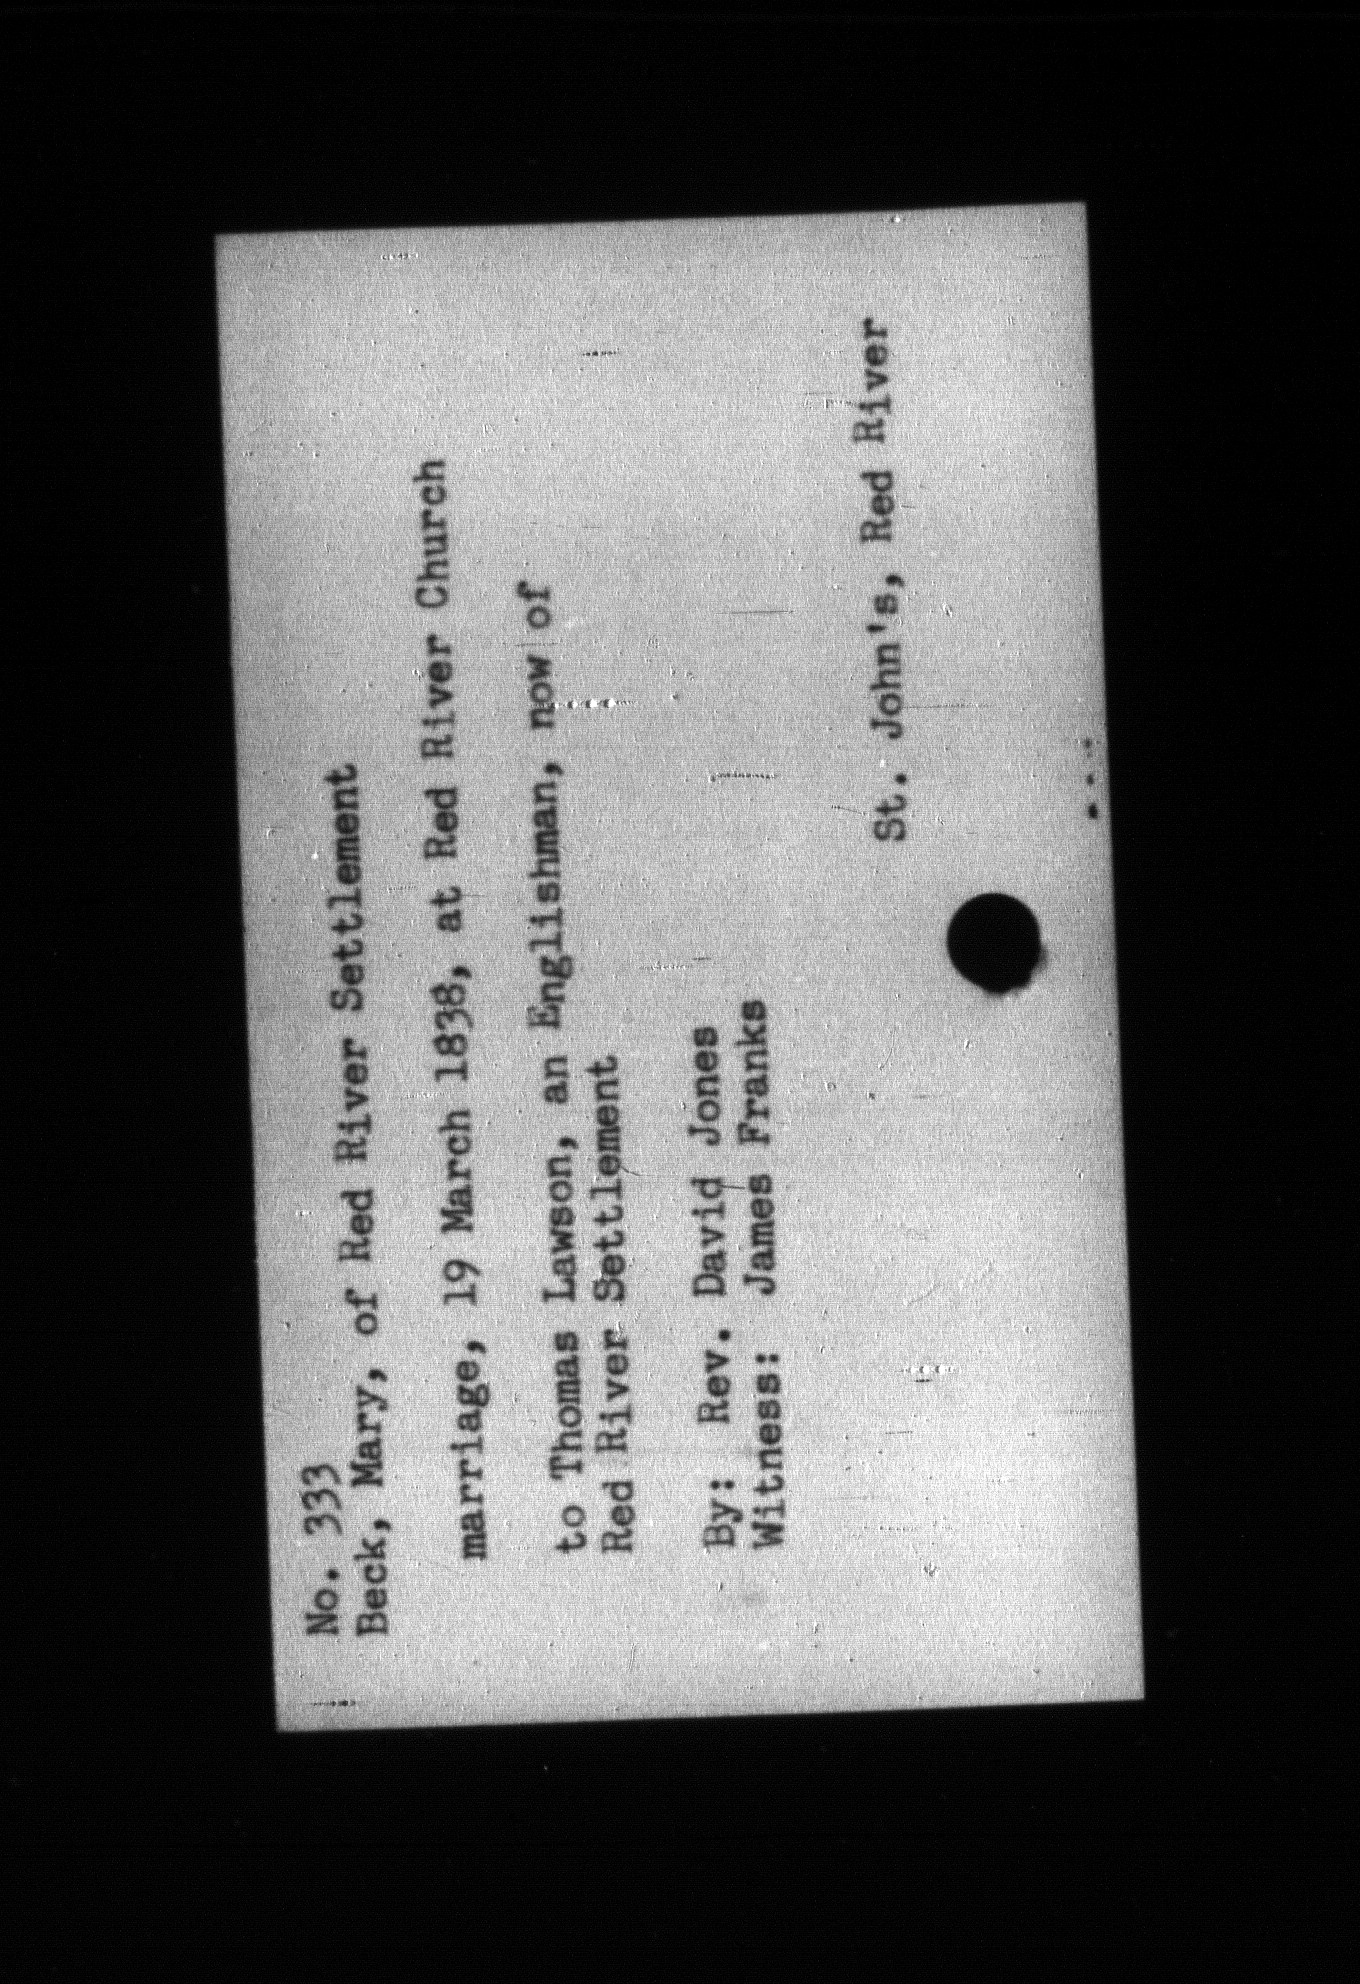 No. 333
Beck, Mary, of Red River Settlement
marriage, 19 March 1838, at Red River Church
to Thomas Lawson, an Englishman, now of
Red River Settlement
By: Rev. David Jones
Witness: James Franks
St. John's, Red River